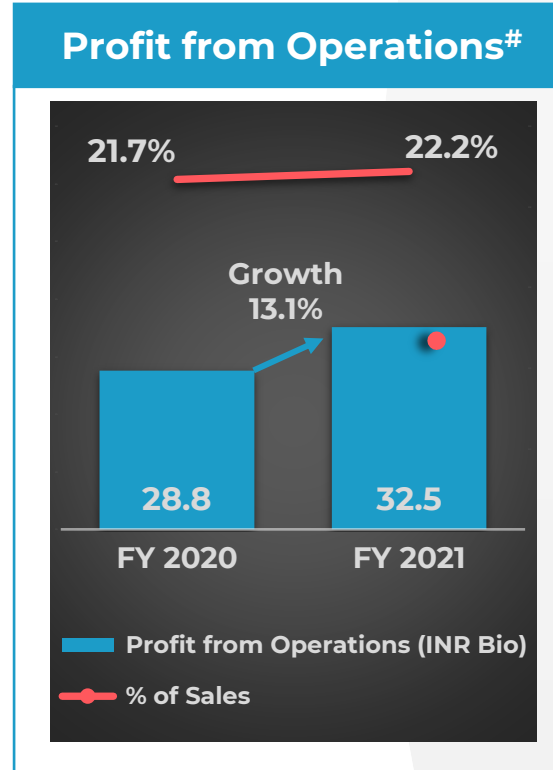 Profit from Operations#
21.7%
22.2%
Growth
13.1%
28.8
32.5
FY 2020
FY 2021
Profit from Operations (INR Bio)
% of Sales